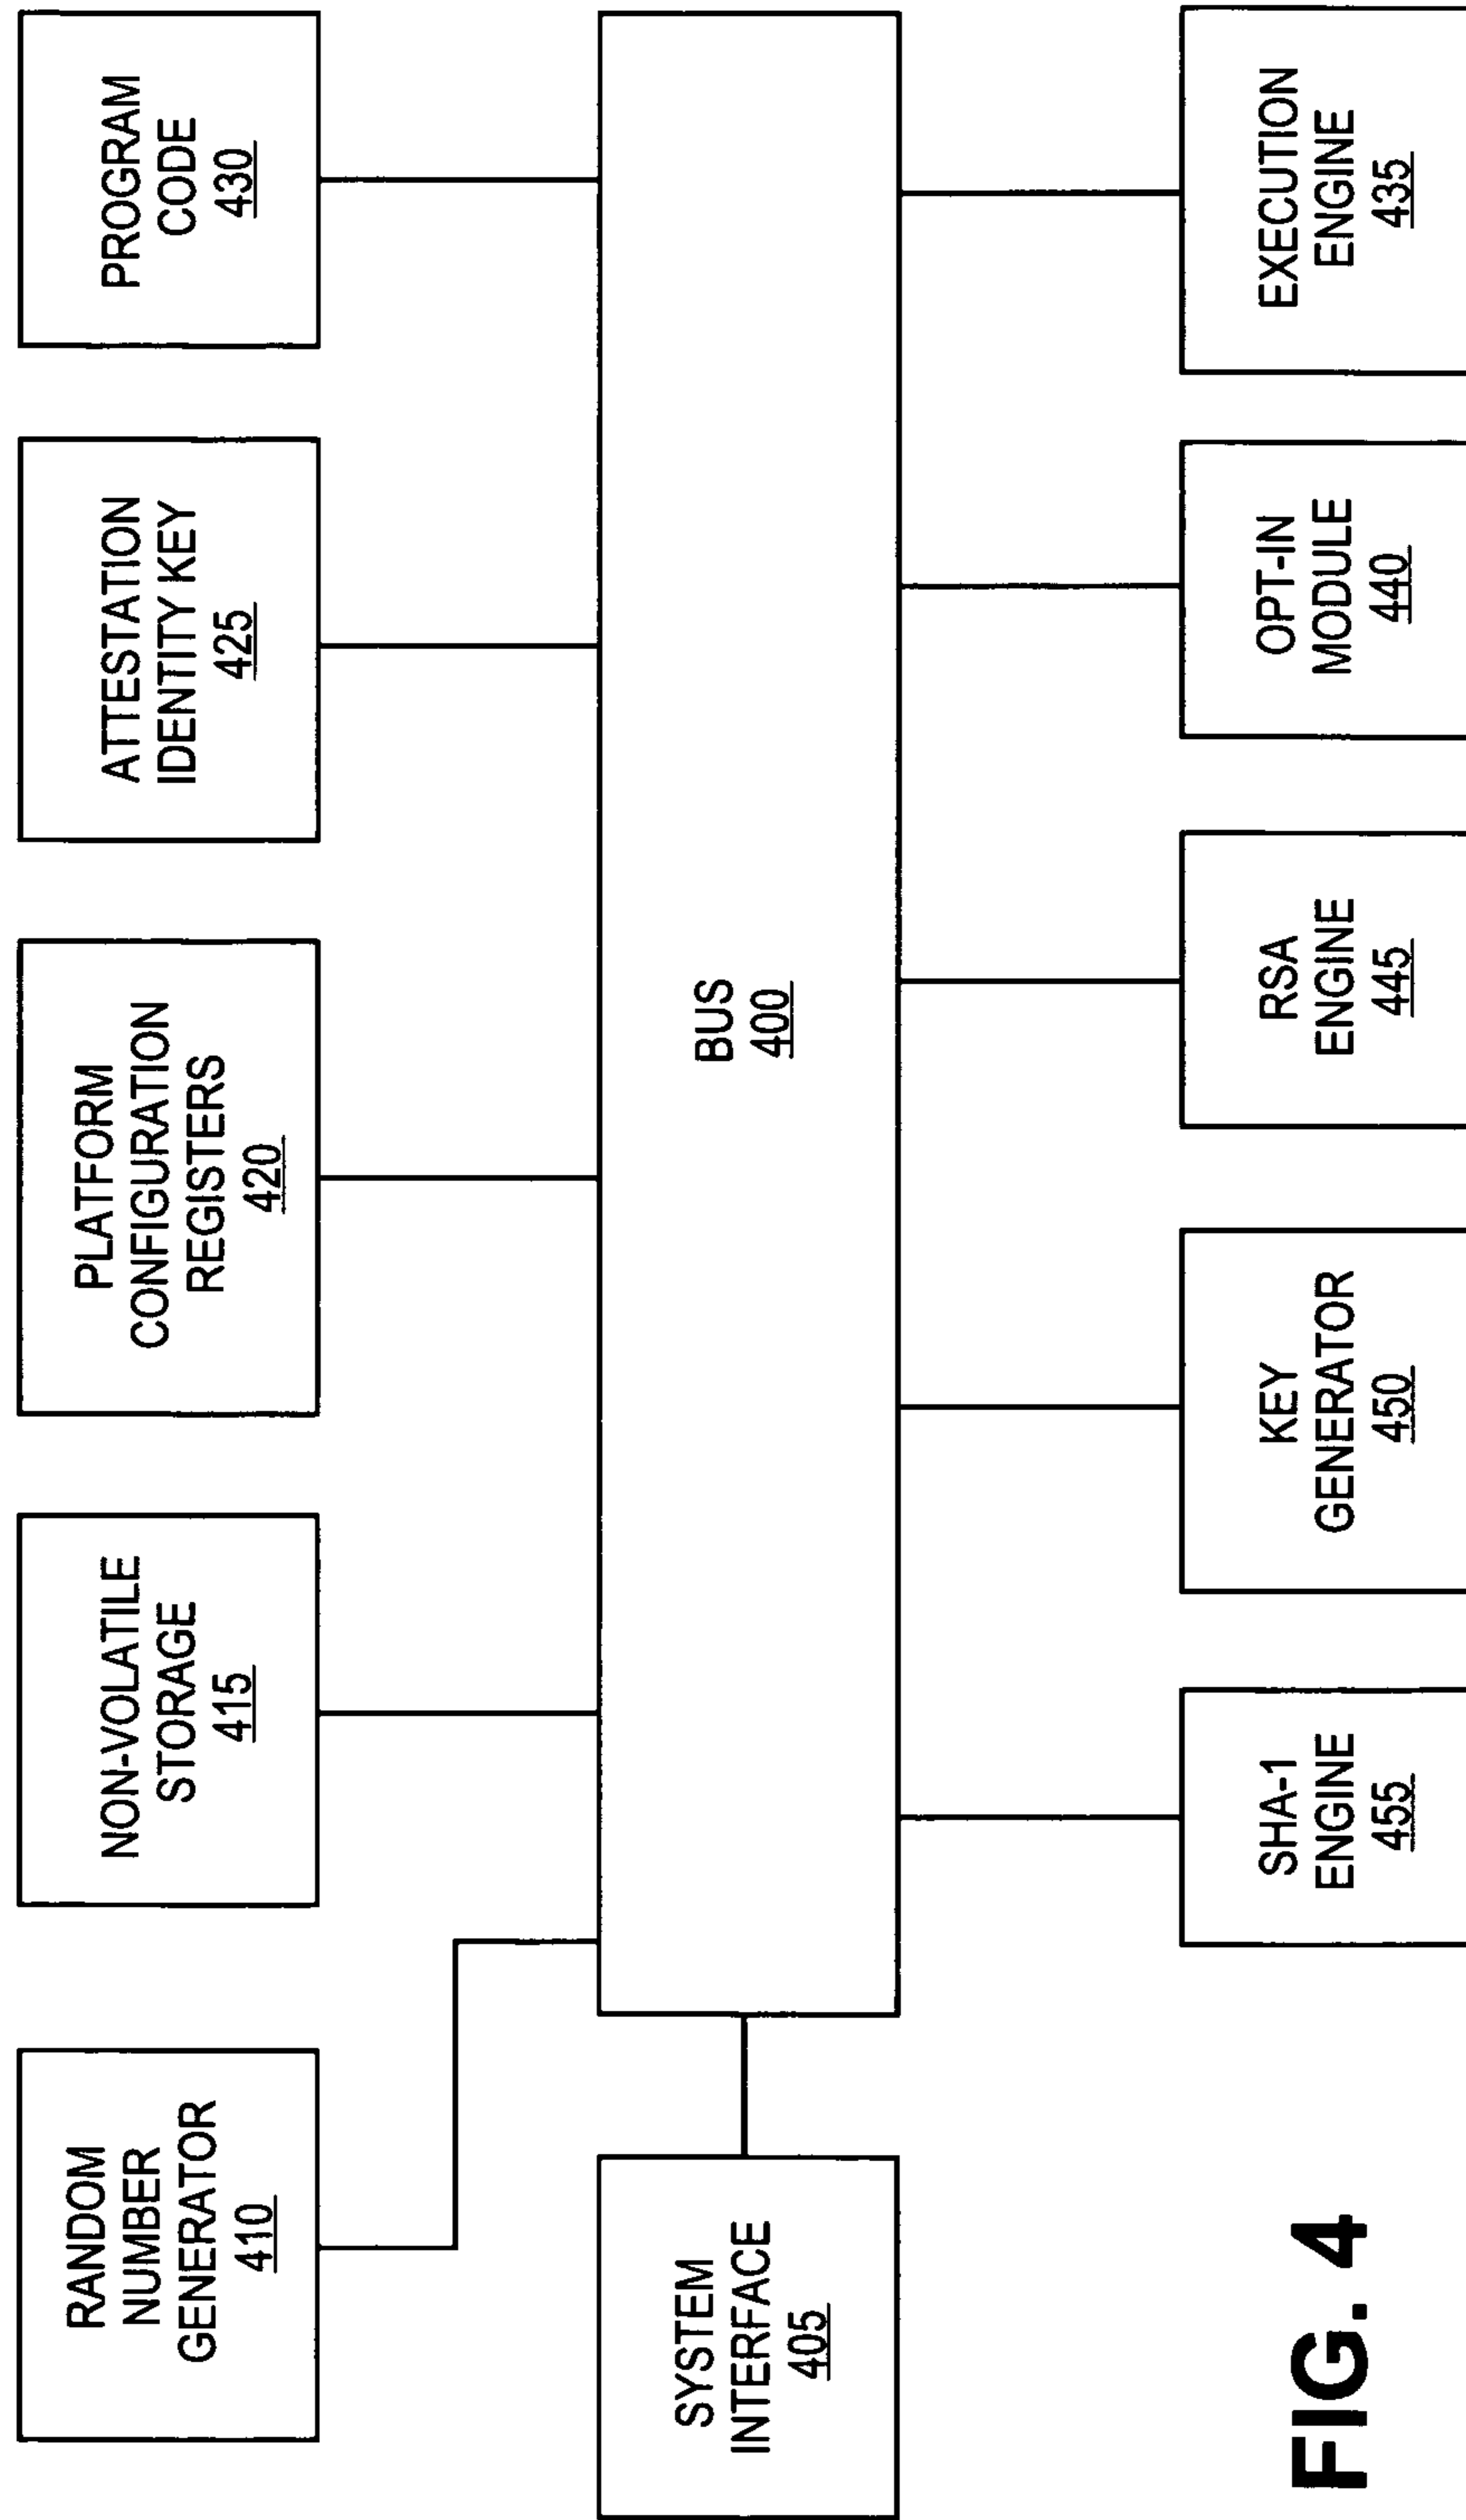 RANDOM
NUMBER
GENERATOR
410
NON-VOLATILE
STORAGE
415
PLATFORM
CONFIGURATION
REGISTERS
420
ATTESTATION
IDENTITY KEY
425
PROGRAM
CODE
430
SYSTEM
INTERFACE
405
BUS
400
SHA-1
ENGINE
455
KEY
GENERATOR
450
RSA
ENGINE
445
OPT-IN
MODULE
440
EXECUTION
ENGINE
435
FIG. 4